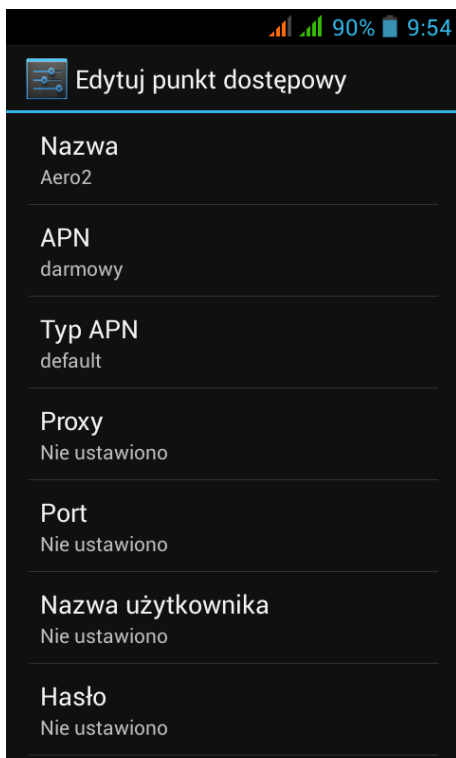 90% 9:54
Edytuj punkt dostępowy
Nazwa
Aero2
APN
darmowy
Typ APN
default
Proxy
Nie ustawiono
Port
Nie ustawiono
Nazwa użytkownika
Nie ustawiono
Hasło
Nie ustawiono